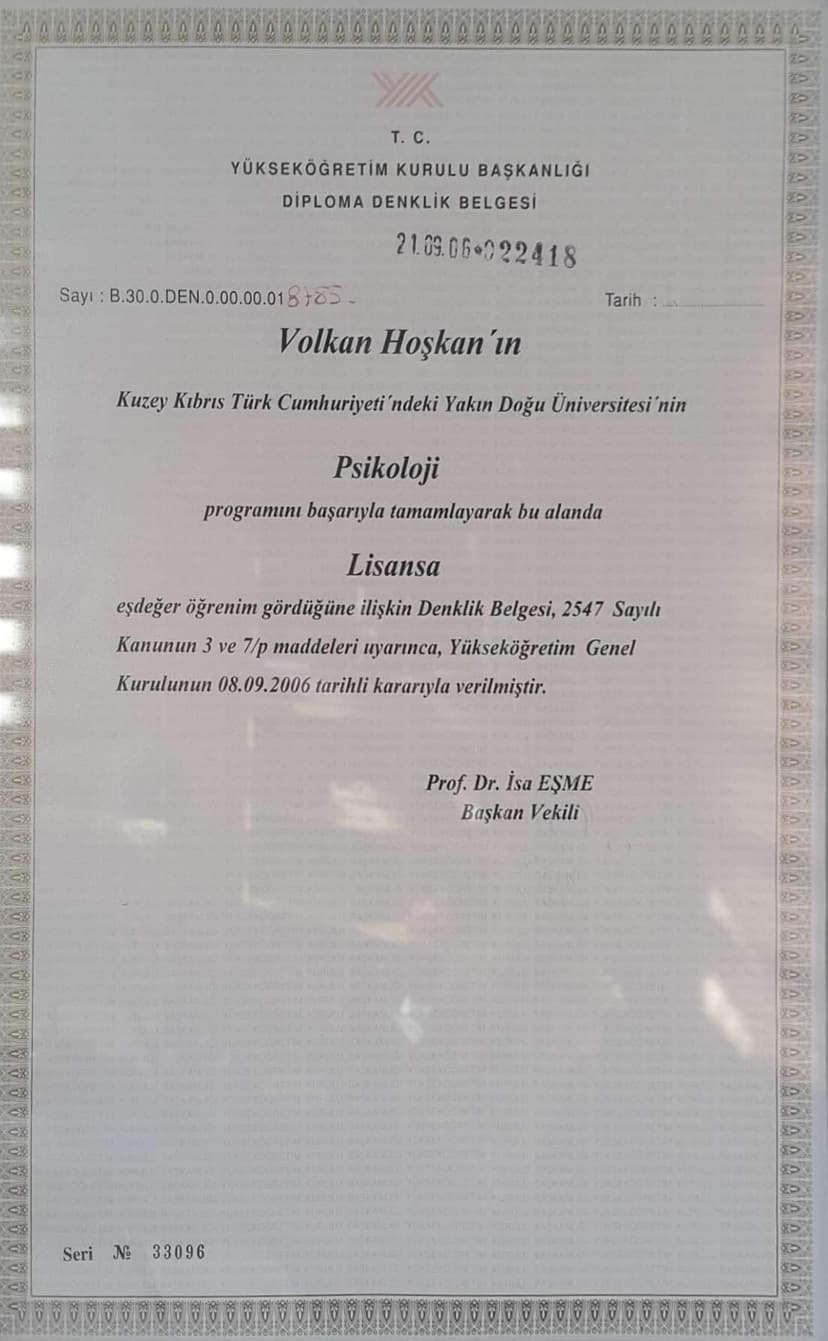 T. C.
YÜKSEKÖĞRETİM KURULU BAŞKANLIĞI
DİPLOMA DENKLİK BELGESİ
21.09.06*022418
Sayı : B.30.0.DEN.0.00.00.01 8785-
Tarih :
Volkan Hoşkan´ın
Kuzey Kıbrıs Türk Cumhuriyeti´ndeki Yakın Doğu Üniversitesi´nin
Psikoloji
programını başarıyla tamamlayarak bu alanda
Lisansa
eşdeğer öğrenim gördüğüne ilişkin Denklik Belgesi, 2547 Sayılı
Kanunun 3 ve 7/p maddeleri uyarınca, Yükseköğretim Genel
Kurulunun 08.09.2006 tarihli kararıyla verilmiştir.
Prof. Dr. İsa EŞME
Başkan Vekili
Seri № 33096